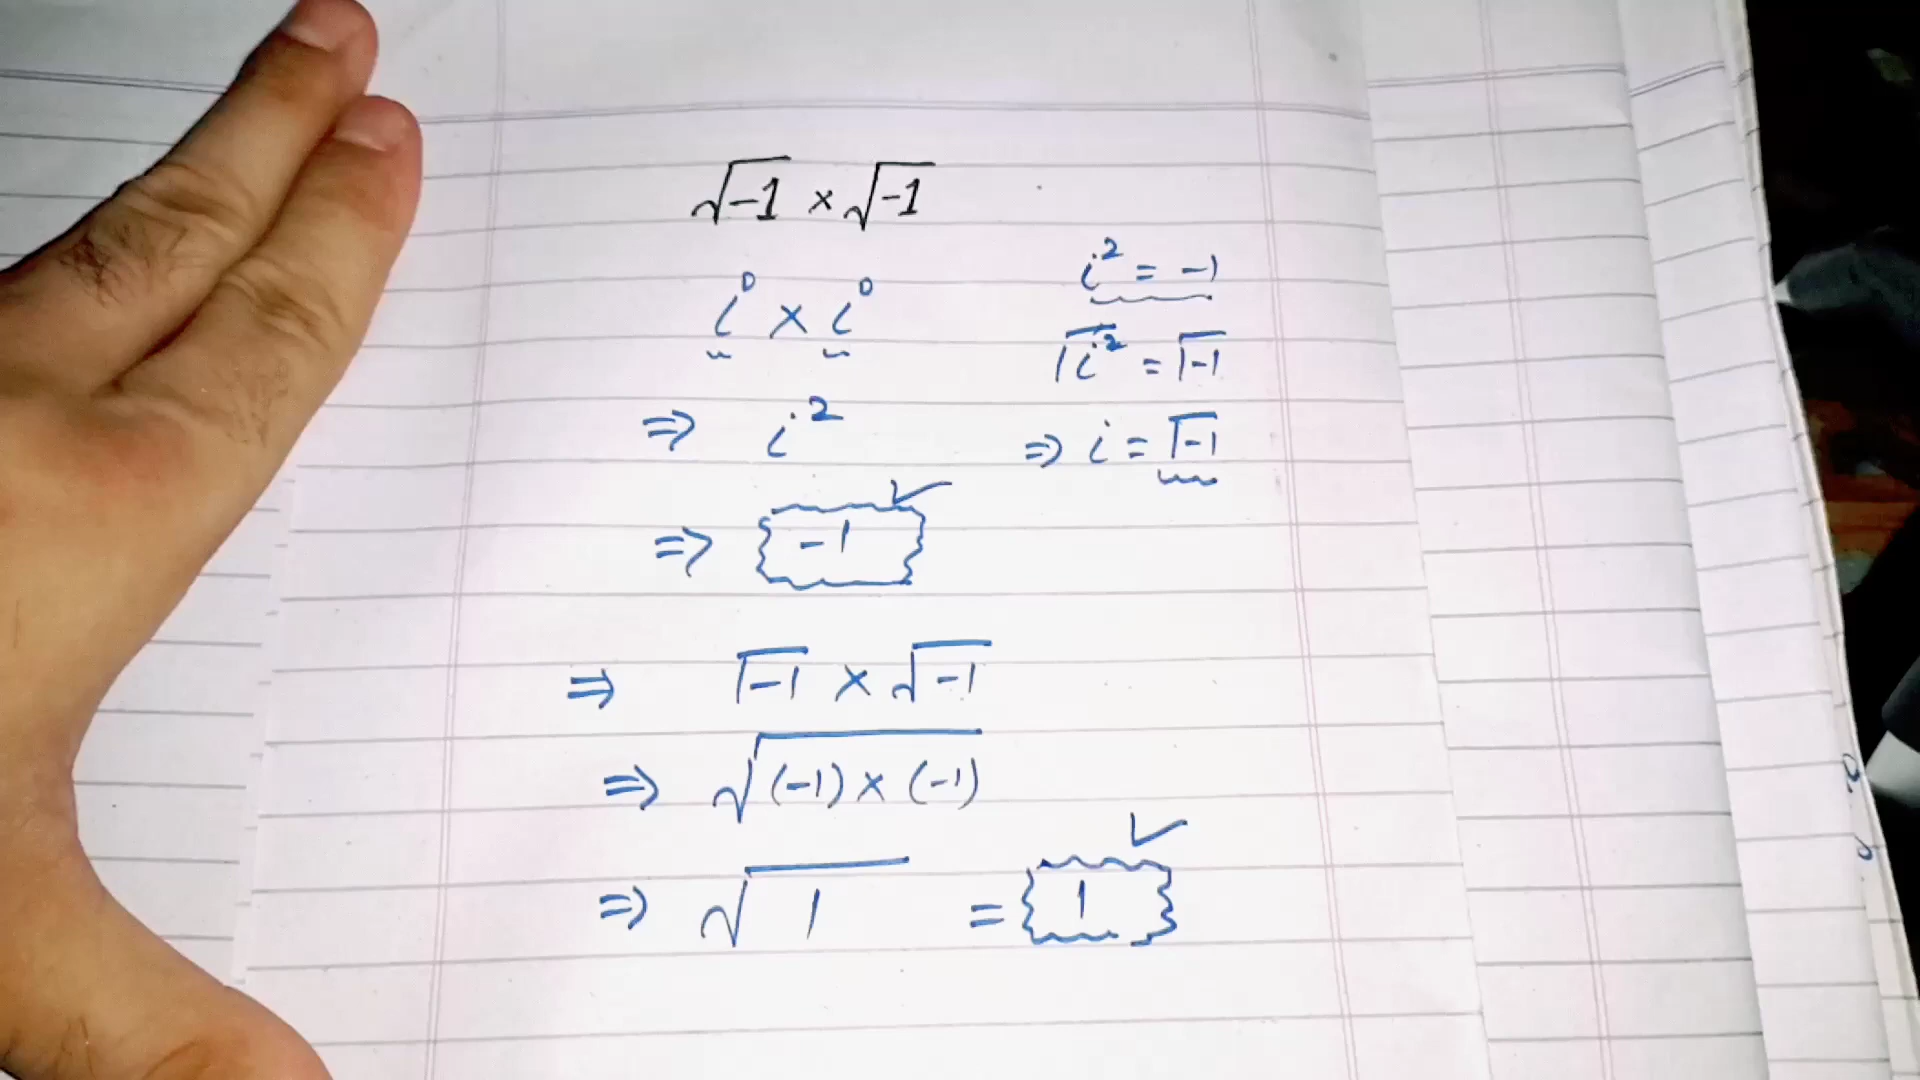 √-1 × √-1
i × i
⇒ i²
⇒ -1 ✓
i² = -1
√i² = √-1
⇒ i = √-1
⇒ √-1 × √-1
⇒ √(-1) × (-1)
⇒ √1 = 1 ✓